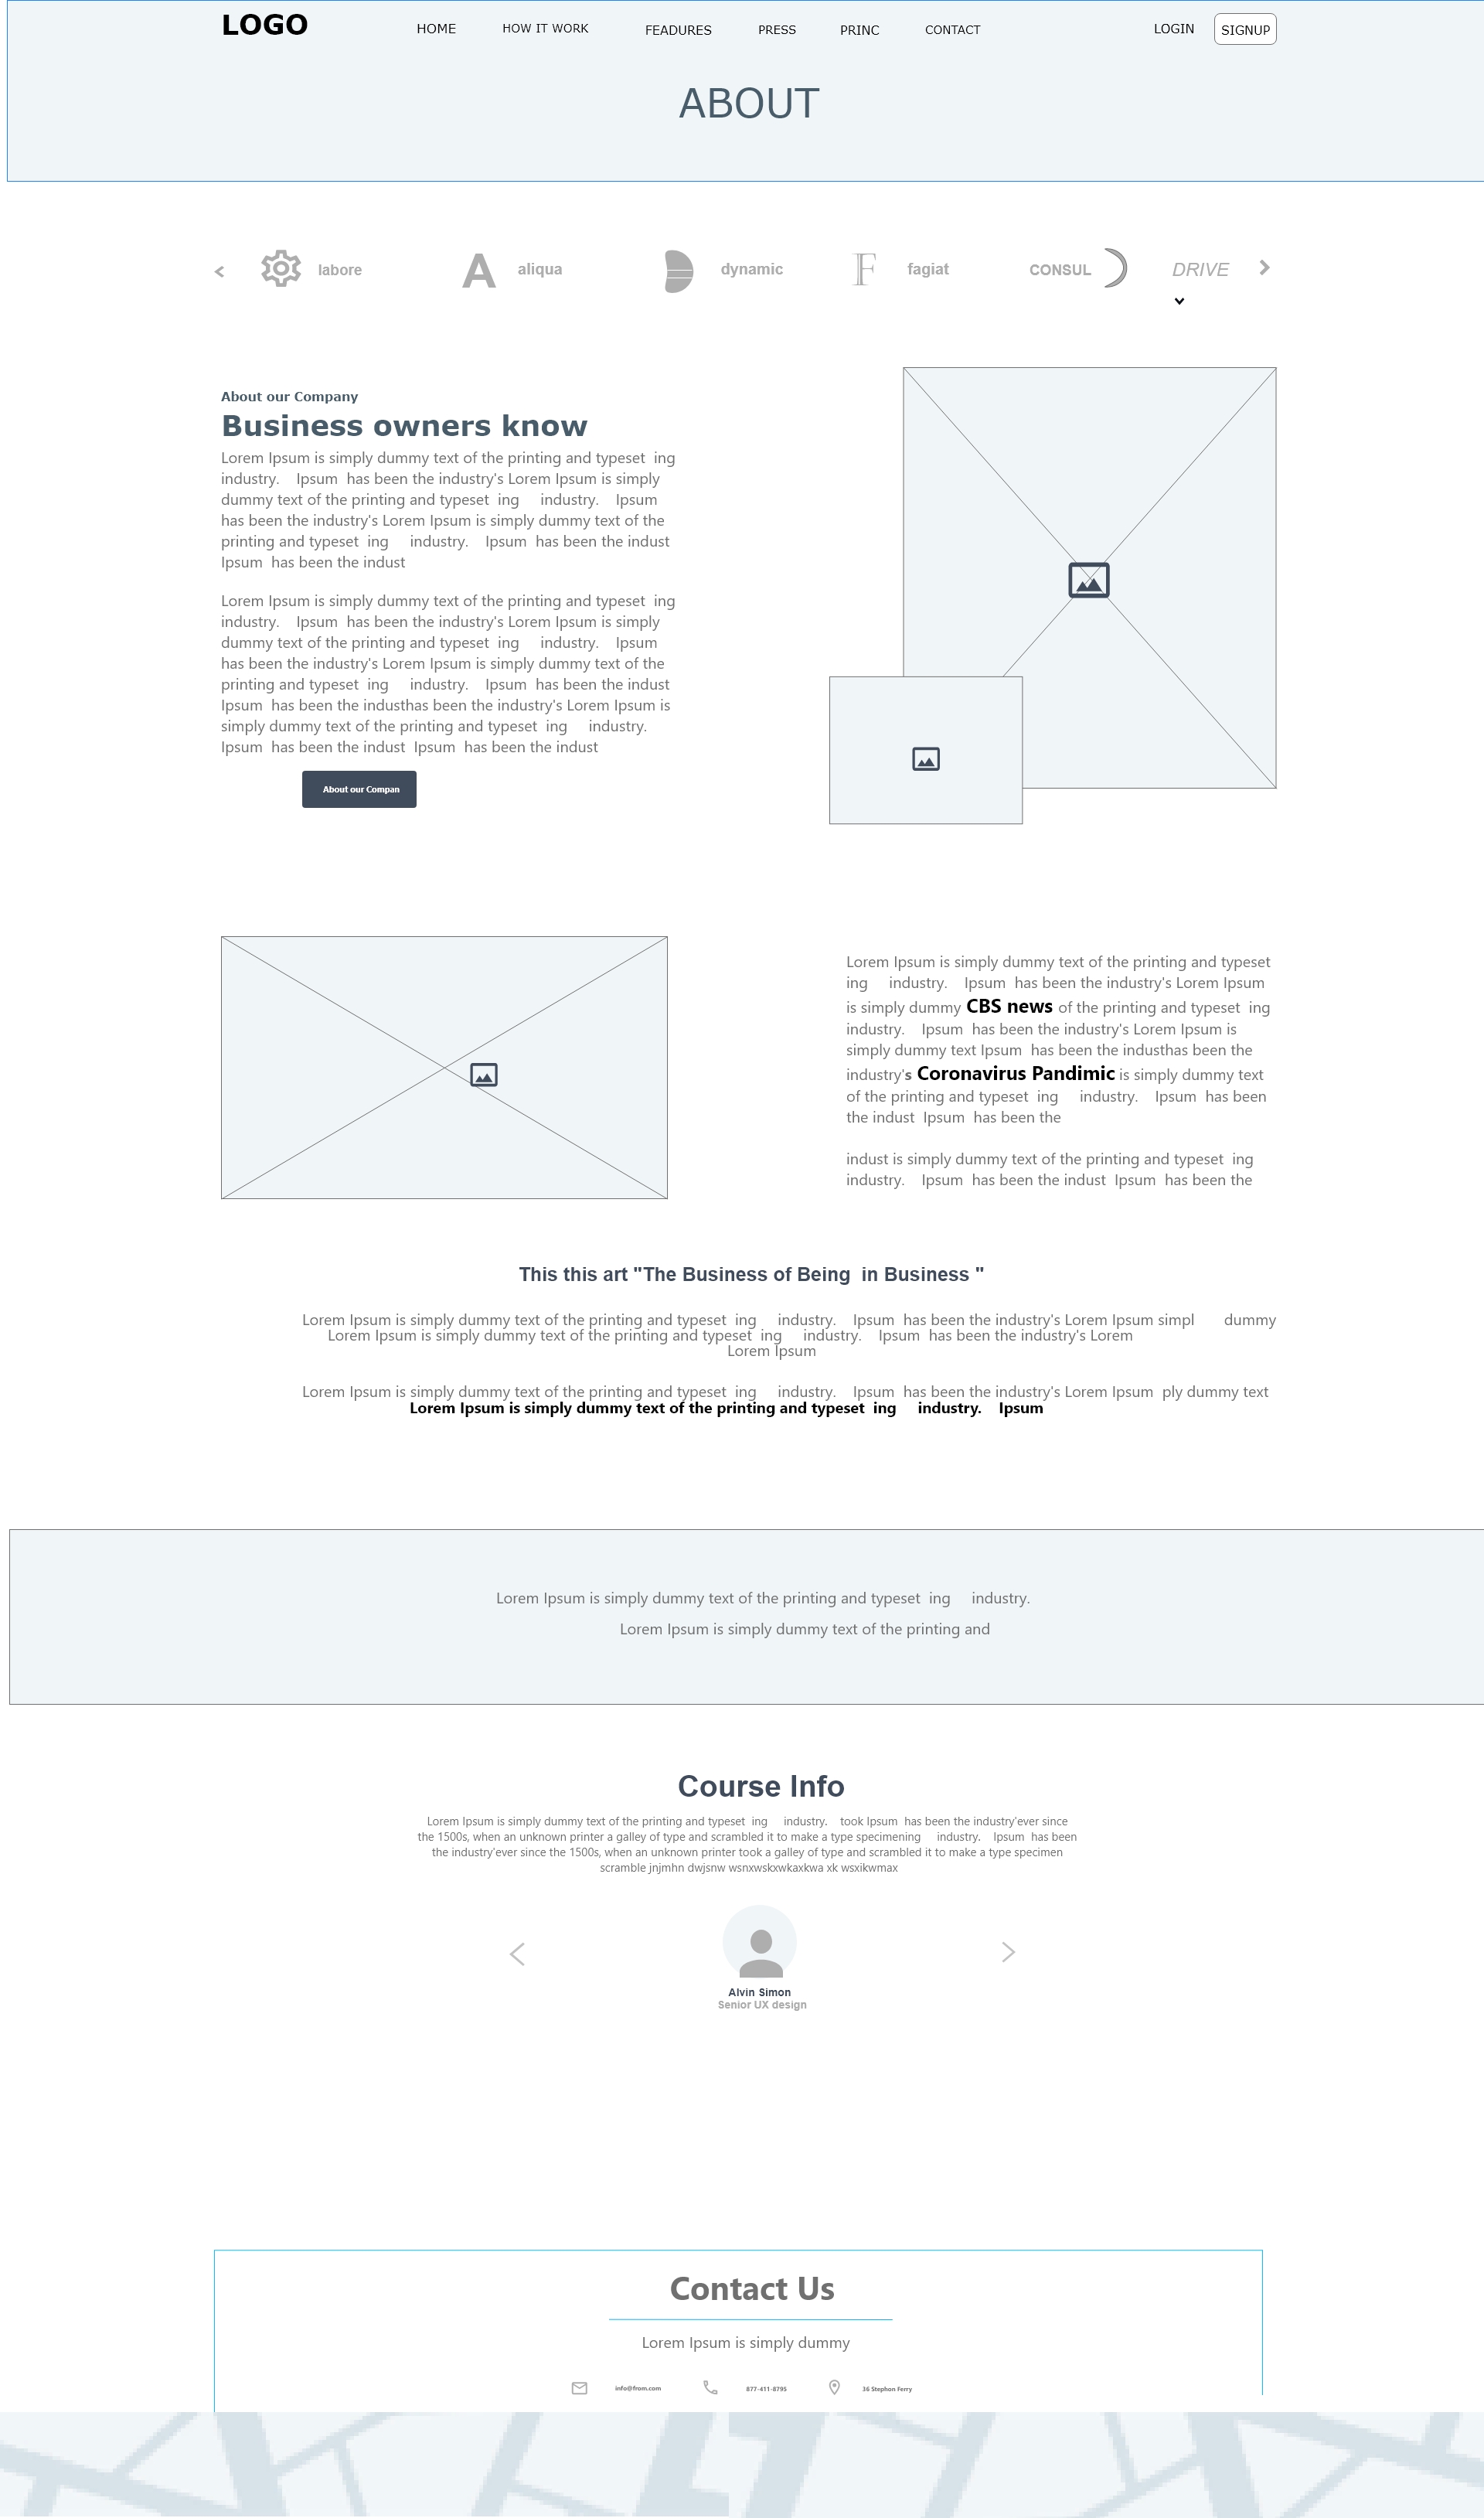 LOGO HOME HOW IT WORK FEADURES PRESS PRINC CONTACT LOGIN SIGNUP
ABOUT
labore A aliqua dynamic F fagiat CONSUL DRIVE
About our Company
Business owners know
Lorem Ipsum is simply dummy text of the printing and typeset ing
industry. Ipsum has been the industry's Lorem Ipsum is simply
dummy text of the printing and typeset ing industry. Ipsum
has been the industry's Lorem Ipsum is simply dummy text of the
printing and typeset ing industry. Ipsum has been the indust
Ipsum has been the indust
Lorem Ipsum is simply dummy text of the printing and typeset ing
industry. Ipsum has been the industry's Lorem Ipsum is simply
dummy text of the printing and typeset ing industry. Ipsum
has been the industry's Lorem Ipsum is simply dummy text of the
printing and typeset ing industry. Ipsum has been the indust
Ipsum has been the industhas been the industry's Lorem Ipsum is
simply dummy text of the printing and typeset ing industry.
Ipsum has been the indust Ipsum has been the indust
About our Compan
Lorem Ipsum is simply dummy text of the printing and typeset
ing industry. Ipsum has been the industry's Lorem Ipsum
is simply dummy CBS news of the printing and typeset ing
industry. Ipsum has been the industry's Lorem Ipsum is
simply dummy text Ipsum has been the industhas been the
industry's Coronavirus Pandimic is simply dummy text
of the printing and typeset ing industry. Ipsum has been
the indust Ipsum has been the
indust is simply dummy text of the printing and typeset ing
industry. Ipsum has been the indust Ipsum has been the
This this art "The Business of Being in Business "
Lorem Ipsum is simply dummy text of the printing and typeset ing industry. Ipsum has been the industry's Lorem Ipsum simpl dummy
Lorem Ipsum is simply dummy text of the printing and typeset ing industry. Ipsum has been the industry's Lorem
Lorem Ipsum
Lorem Ipsum is simply dummy text of the printing and typeset ing industry. Ipsum has been the industry's Lorem Ipsum ply dummy text
Lorem Ipsum is simply dummy text of the printing and typeset ing industry. Ipsum
Lorem Ipsum is simply dummy text of the printing and typeset ing industry.
Lorem Ipsum is simply dummy text of the printing and
Course Info
Lorem Ipsum is simply dummy text of the printing and typeset ing industry. took Ipsum has been the industry'ever since
the 1500s, when an unknown printer a galley of type and scrambled it to make a type specimening industry. Ipsum has been
the industry'ever since the 1500s, when an unknown printer took a galley of type and scrambled it to make a type specimen
scramble jnjmhn dwjsnw wsnxwskxwkaxkwa xk wsxikwmax
Alvin Simon
Senior UX design
Contact Us
Lorem Ipsum is simply dummy
info@from.com 877-411-8795 36 Stephon Ferry